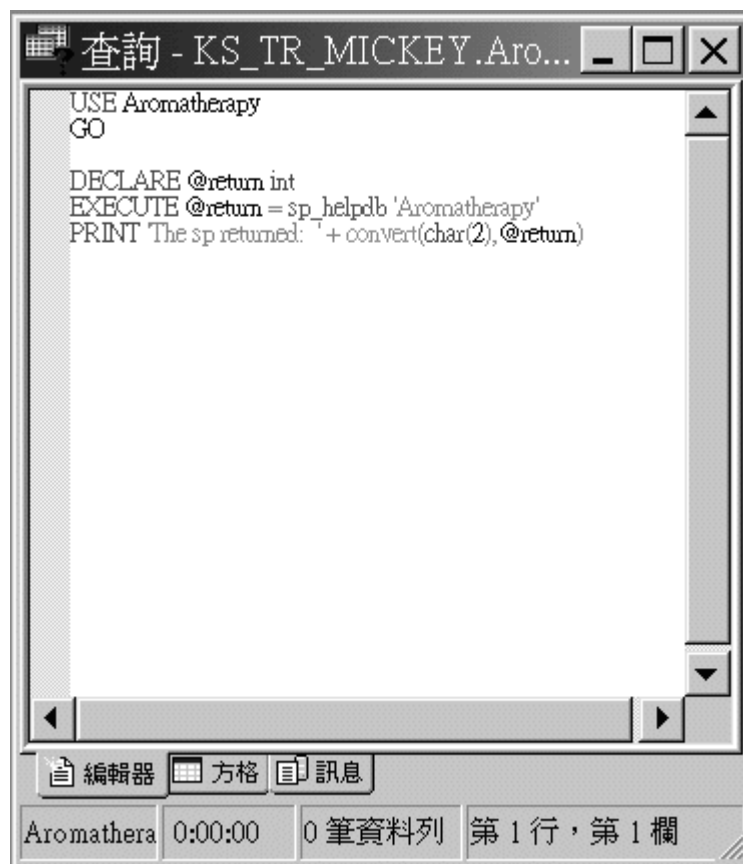 查詢 - KS_TR_MICKEY.Aro...
USE Aromatherapy
GO
DECLARE @return int
EXECUTE @return = sp_helpdb 'Aromatherapy'
PRINT 'The sp returned:  ' + convert(char(2), @return)
編輯器 方格 訊息
Aromathera 0:00:00 0 筆資料列 第 1 行，第 1 欄